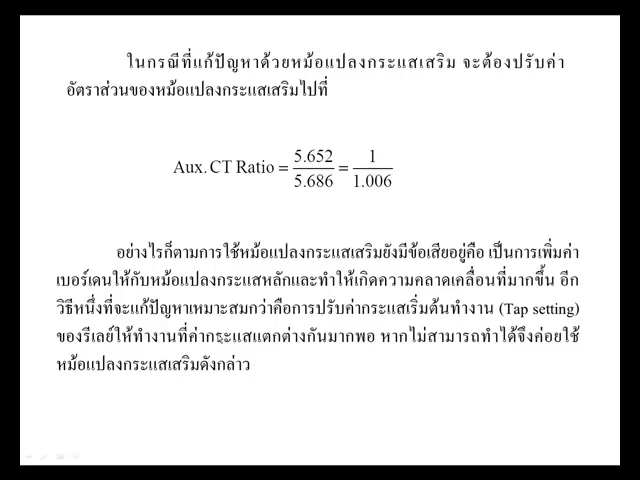 ในกรณีที่แก้ปัญหาด้วยหม้อแปลงกระแสเสริม จะต้องปรับค่า
อัตราส่วนของหม้อแปลงกระแสเสริมไปที่
Aux. CT Ratio = 5.652/5.686 = 1/1.006
อย่างไรก็ตามการใช้หม้อแปลงกระแสเสริมยังมีข้อเสียอยู่คือ เป็นการเพิ่มค่า
เบอร์เดนให้กับหม้อแปลงกระแสหลักและทำให้เกิดความคลาดเคลื่อนที่มากขึ้น อีก
วิธีหนึ่งที่จะแก้ปัญหาเหมาะสมกว่าคือการปรับค่ากระแสเริ่มต้นทำงาน (Tap setting)
ของรีเลย์ให้ทำงานที่ค่ากระแสแตกต่างกันมากพอ หากไม่สามารถทำได้จึงค่อยใช้
หม้อแปลงกระแสเสริมดังกล่าว